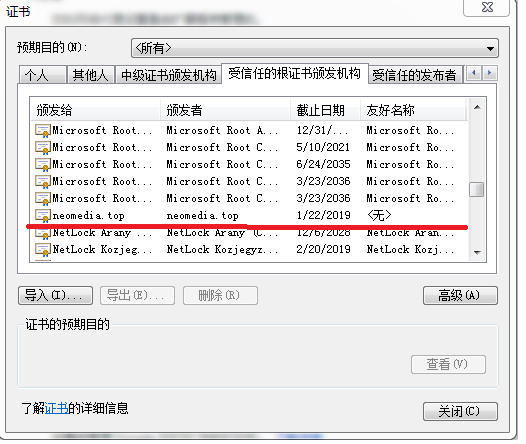 证书
预期目的(N): <所有>
个人 其他人 中级证书颁发机构 受信任的根证书颁发机构 受信任的发布者
颁发给 颁发者 截止日期 友好名称
Microsoft Root... Microsoft Root A... 12/31/... Microsoft Ro...
Microsoft Root... Microsoft Root C... 5/10/2021 Microsoft Ro...
Microsoft Root... Microsoft Root C... 6/24/2035 Microsoft Ro...
Microsoft Root... Microsoft Root C... 3/23/2036 Microsoft Ro...
Microsoft Root... Microsoft Root C... 3/23/2036 Microsoft Ro...
neomedia.top neomedia.top 1/22/2019 <无>
NetLock Arany ... NetLock Arany (C... 12/6/2028 NetLock Aran...
NetLock Kozjeg... NetLock Kozjegyz... 2/20/2019 NetLock Kozj...
导入(I)... 导出(E)... 删除(R) 高级(A)
证书的预期目的
查看(V)
了解证书的详细信息
关闭(C)